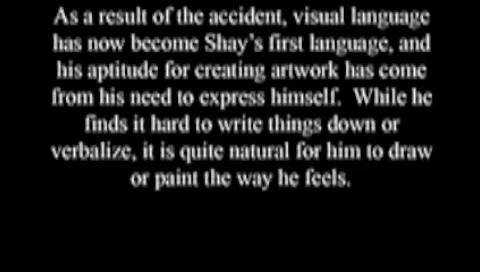 As a result of the accident, visual language
has now become Shay's first language, and
his aptitude for creating artwork has come
from his need to express himself.  While he
finds it hard to write things down or
verbalize, it is quite natural for him to draw
or paint the way he feels.